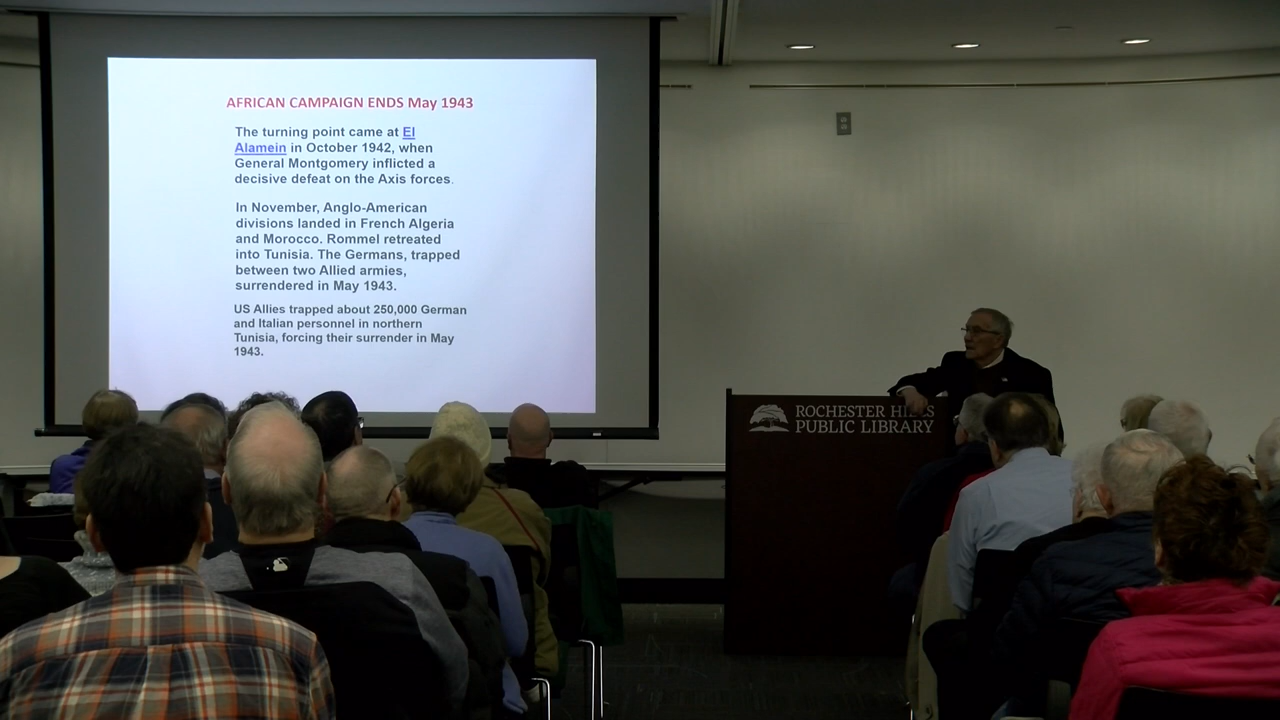 AFRICAN CAMPAIGN ENDS May 1943
The turning point came at El
Alamein in October 1942, when
General Montgomery inflicted a
decisive defeat on the Axis forces.
In November, Anglo-American
divisions landed in French Algeria
and Morocco. Rommel retreated
into Tunisia. The Germans, trapped
between two Allied armies,
surrendered in May 1943.
US Allies trapped about 250,000 German
and Italian personnel in northern
Tunisia, forcing their surrender in May
1943.
ROCHESTER HILLS
PUBLIC LIBRARY